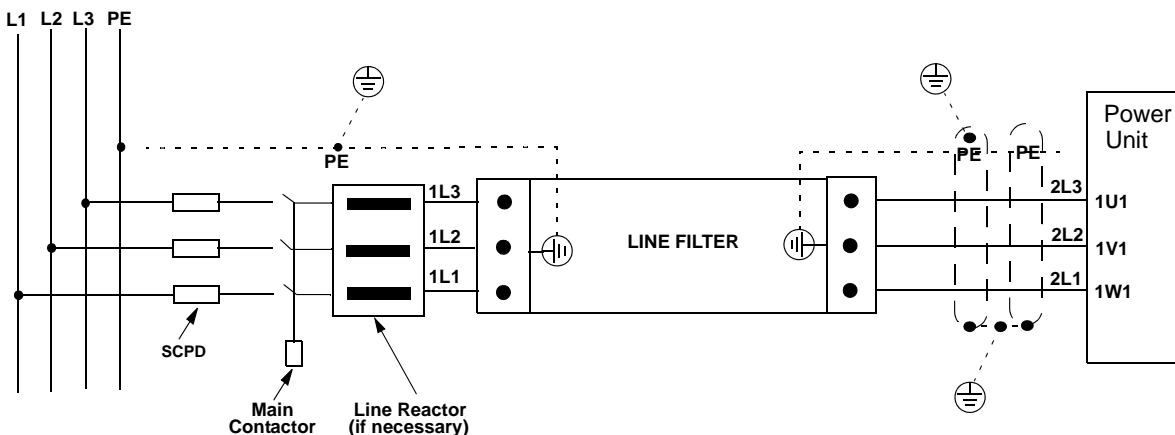 L1 L2 L3 PE
Power
Unit
PE
PE
PE
1L3
1L2
1L1
LINE FILTER
2L3
2L2
2L1
1U1
1V1
1W1
SCPD
Main
Contactor
Line Reactor
(if necessary)